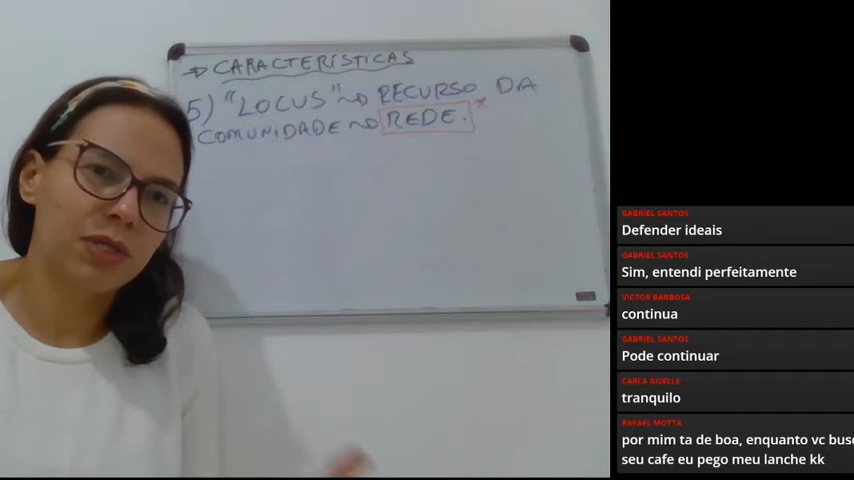 → CARACTERÍSTICAS
5) "LOCUS" ~> RECURSO DA
COMUNIDADE ~> REDE. *
GABRIEL SANTOS
Defender ideais
GABRIEL SANTOS
Sim, entendi perfeitamente
VICTOR BARBOSA
continua
GABRIEL SANTOS
Pode continuar
CARLA GISELLE
tranquilo
RAFAEL MOTTA
por mim ta de boa, enquanto vc busc
seu cafe eu pego meu lanche kk